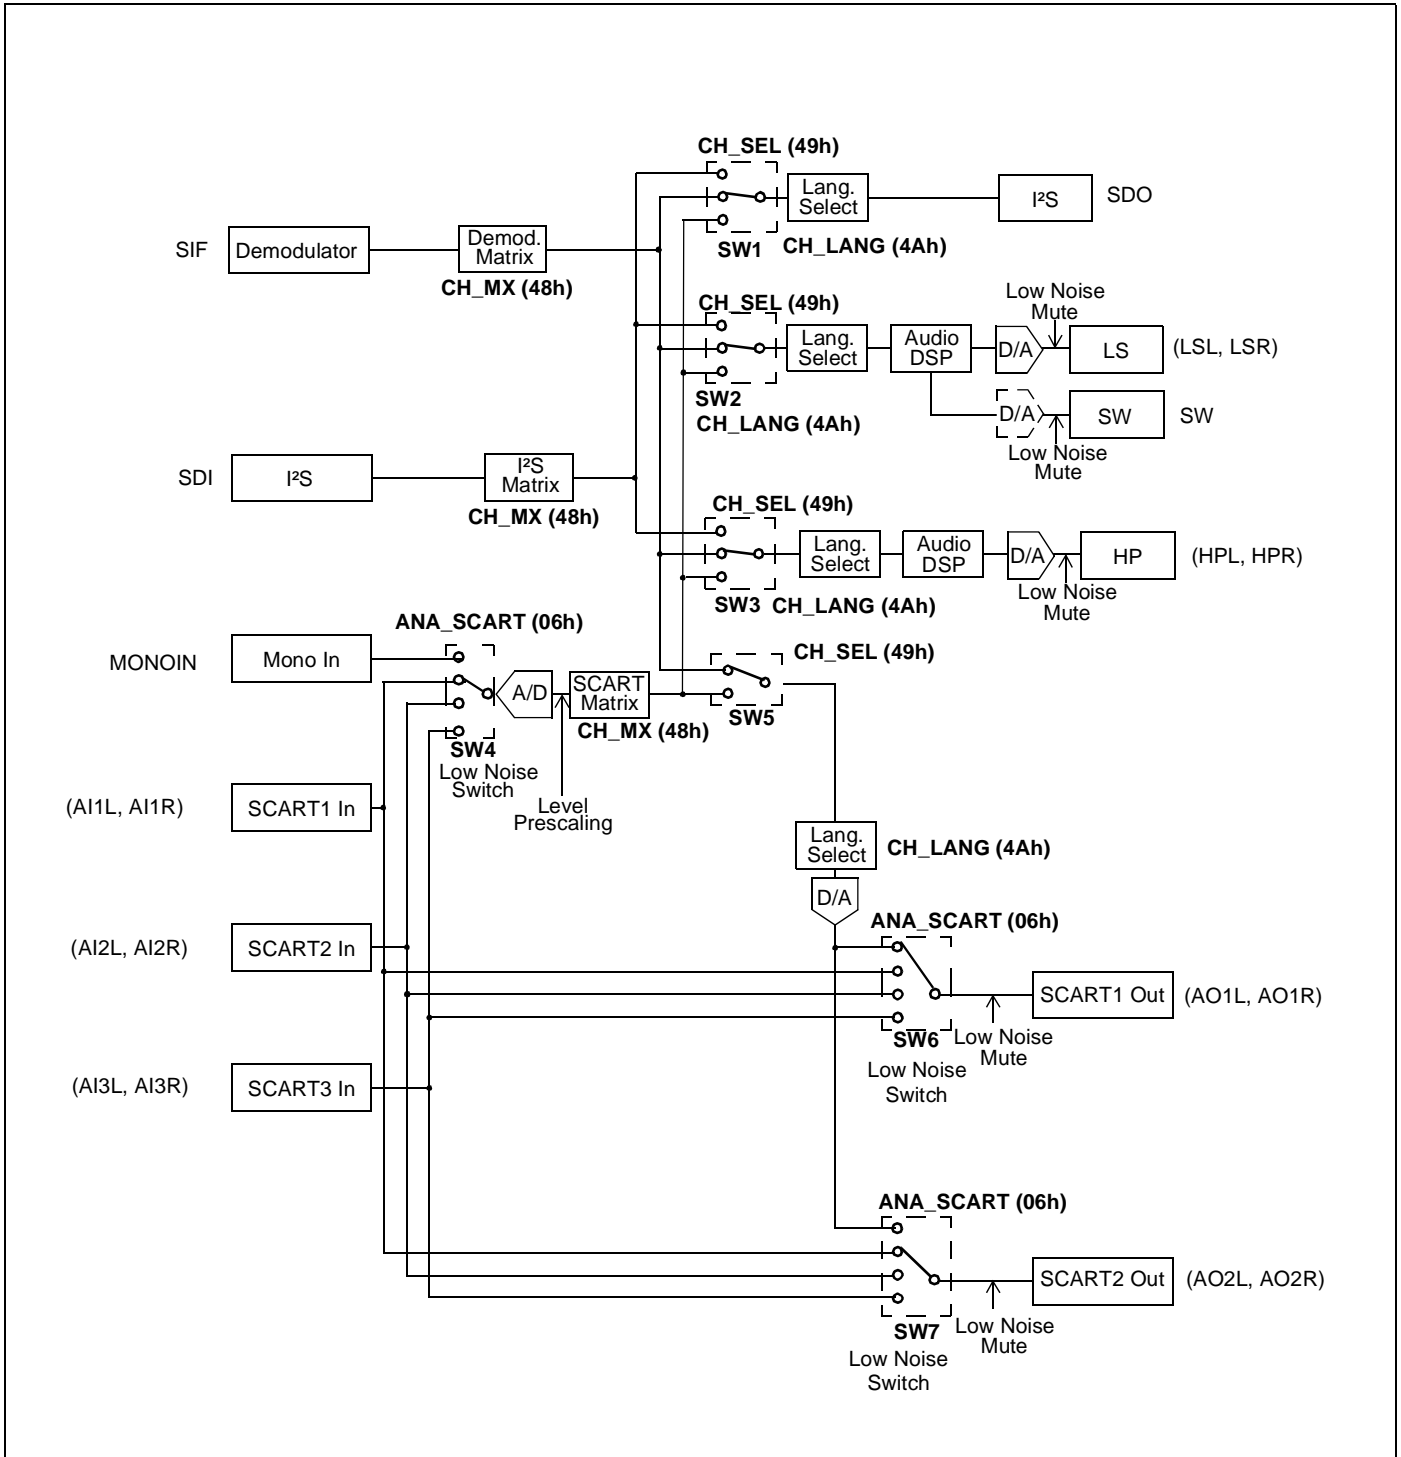 CH_SEL (49h)
Lang.
Select
I²S
SDO
SW1
CH_LANG (4Ah)
SIF
Demodulator
Demod.
Matrix
CH_MX (48h)
CH_SEL (49h)
Lang.
Select
Audio
DSP
D/A
Low Noise
Mute
LS
(LSL, LSR)
SW2
CH_LANG (4Ah)
D/A
SW
SW
Low Noise
Mute
SDI
I²S
I²S
Matrix
CH_MX (48h)
CH_SEL (49h)
Lang.
Select
Audio
DSP
D/A
HP
(HPL, HPR)
Low Noise
Mute
SW3
CH_LANG (4Ah)
ANA_SCART (06h)
MONOIN
Mono In
A/D
SCART
Matrix
CH_MX (48h)
CH_SEL (49h)
SW5
SW4
Low Noise
Switch
Level
Prescaling
(AI1L, AI1R)
SCART1 In
Lang.
Select
CH_LANG (4Ah)
D/A
ANA_SCART (06h)
(AI2L, AI2R)
SCART2 In
SCART1 Out
(AO1L, AO1R)
SW6
Low Noise
Mute
Low Noise
Switch
(AI3L, AI3R)
SCART3 In
ANA_SCART (06h)
SCART2 Out
(AO2L, AO2R)
SW7
Low Noise
Mute
Low Noise
Switch